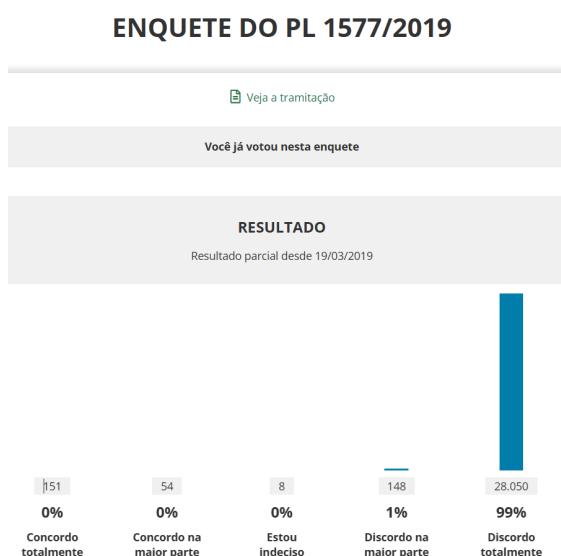 ENQUETE DO PL 1577/2019
Veja a tramitação
Você já votou nesta enquete
RESULTADO
Resultado parcial desde 19/03/2019
151 54 8 148 28.050
0% 0% 0% 1% 99%
Concordo Concordo na Estou Discordo na Discordo
totalmente maior parte indeciso maior parte totalmente